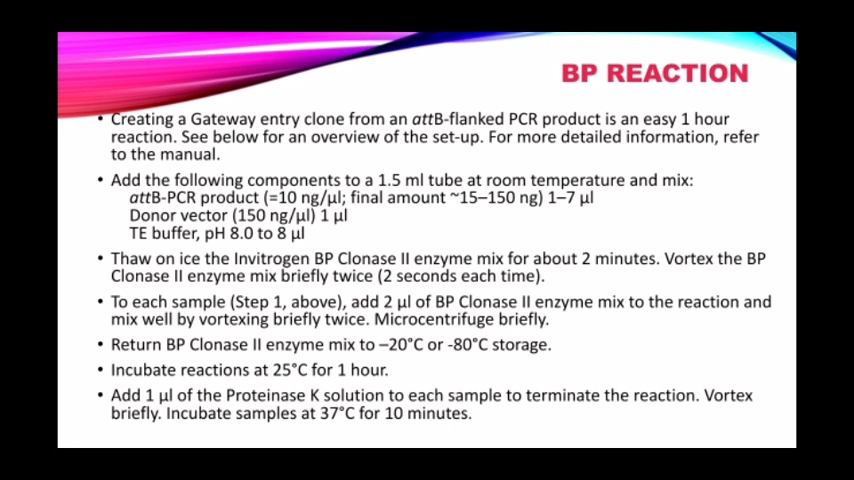 BP REACTION
• Creating a Gateway entry clone from an attB-flanked PCR product is an easy 1 hour
reaction. See below for an overview of the set-up. For more detailed information, refer
to the manual.
• Add the following components to a 1.5 ml tube at room temperature and mix:
attB-PCR product (=10 ng/µl; final amount ~15–150 ng) 1–7 µl
Donor vector (150 ng/µl) 1 µl
TE buffer, pH 8.0 to 8 µl
• Thaw on ice the Invitrogen BP Clonase II enzyme mix for about 2 minutes. Vortex the BP
Clonase II enzyme mix briefly twice (2 seconds each time).
• To each sample (Step 1, above), add 2 µl of BP Clonase II enzyme mix to the reaction and
mix well by vortexing briefly twice. Microcentrifuge briefly.
• Return BP Clonase II enzyme mix to –20°C or -80°C storage.
• Incubate reactions at 25°C for 1 hour.
• Add 1 µl of the Proteinase K solution to each sample to terminate the reaction. Vortex
briefly. Incubate samples at 37°C for 10 minutes.